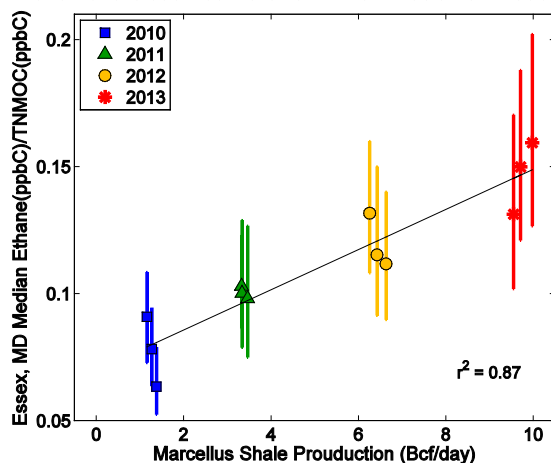 Essex, MD Median Ethane(ppbC)/TNMOC(ppbC)
0.2
0.15
0.1
0.05
2010
2011
2012
2013
r² = 0.87
0 2 4 6 8 10
Marcellus Shale Prouduction (Bcf/day)